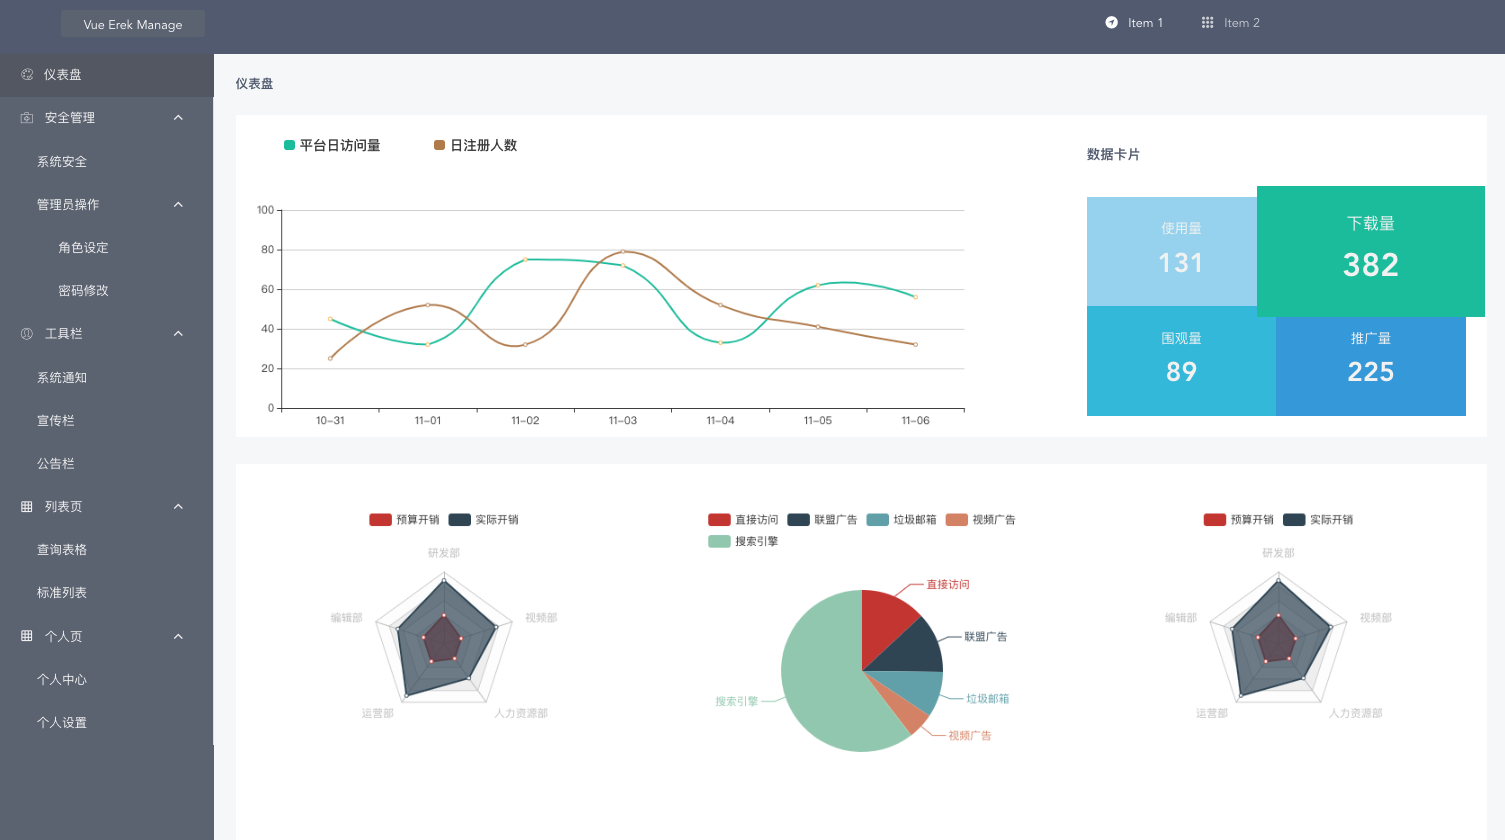 Vue Erek Manage
Item 1
Item 2
仪表盘
安全管理
系统安全
管理员操作
角色设定
密码修改
工具栏
系统通知
宣传栏
公告栏
列表页
查询表格
标准列表
个人页
个人中心
个人设置
仪表盘
平台日访问量 日注册人数
100
80
60
40
20
0
10-31 11-01 11-02 11-03 11-04 11-05 11-06
数据卡片
使用量
131
下载量
382
围观量
89
推广量
225
预算开销 实际开销
研发部
编辑部 视频部
运营部 人力资源部
直接访问 联盟广告 垃圾邮箱 视频广告
搜索引擎
直接访问
联盟广告
垃圾邮箱
搜索引擎
视频广告
预算开销 实际开销
研发部
编辑部 视频部
运营部 人力资源部